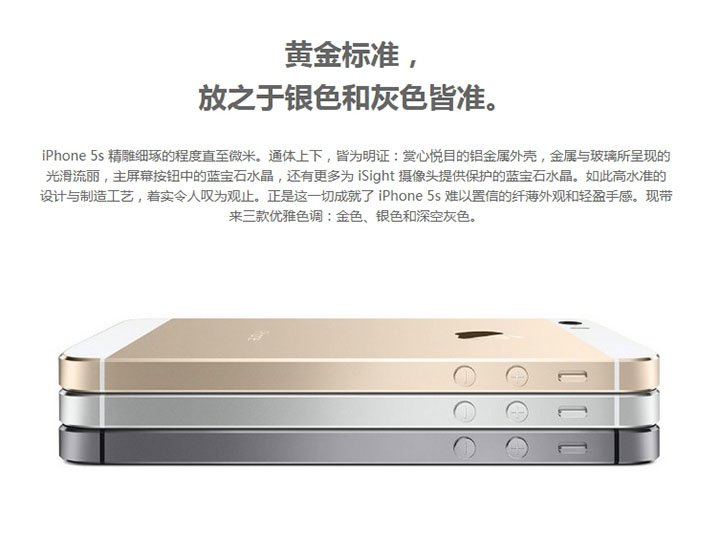 黄金标准，
放之于银色和灰色皆准。
iPhone 5s 精雕细琢的程度直至微米。通体上下，皆为明证：赏心悦目的铝金属外壳，金属与玻璃所呈现的
光滑流丽，主屏幕按钮中的蓝宝石水晶，还有更多为 iSight 摄像头提供保护的蓝宝石水晶。如此高水准的
设计与制造工艺，着实令人叹为观止。正是这一切成就了 iPhone 5s 难以置信的纤薄外观和轻盈手感。现带
来三款优雅色调：金色、银色和深空灰色。